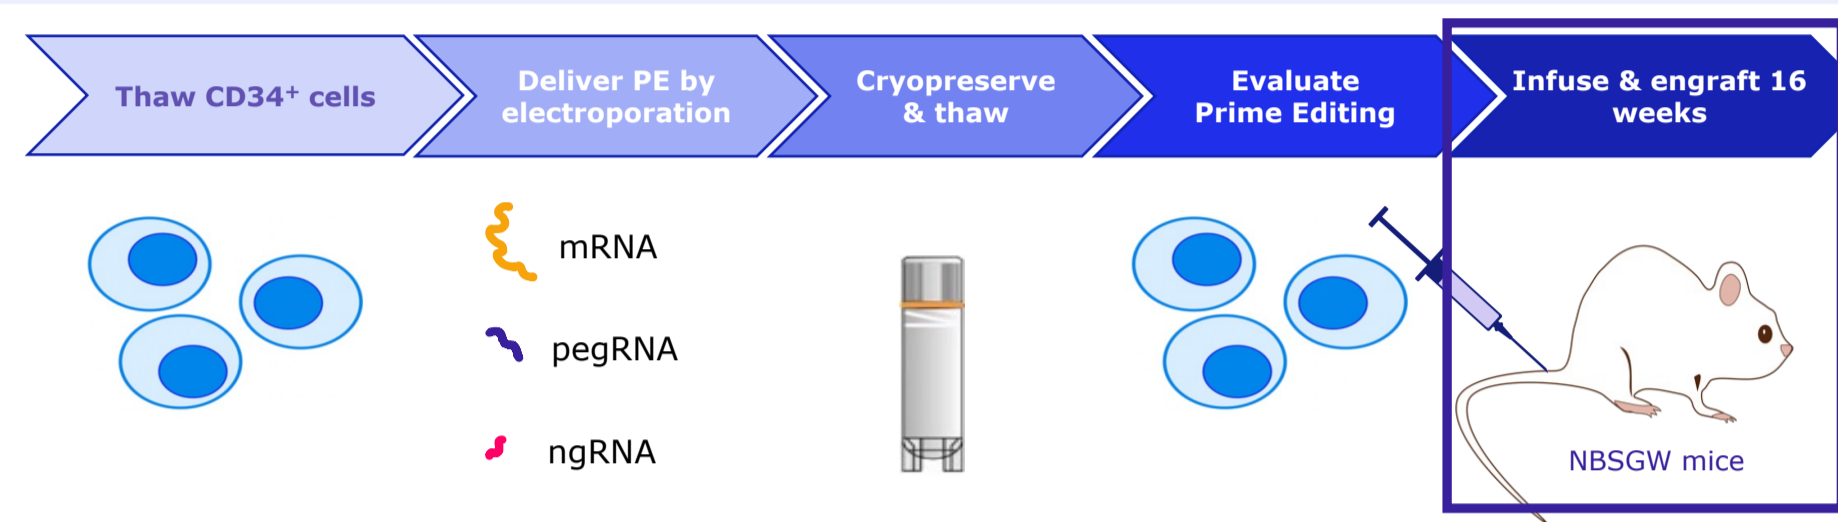 Thaw CD34⁺ cells
Deliver PE by
electroporation
Cryopreserve
& thaw
Evaluate
Prime Editing
Infuse & engraft 16
weeks
mRNA
pegRNA
ngRNA
NBSGW mice